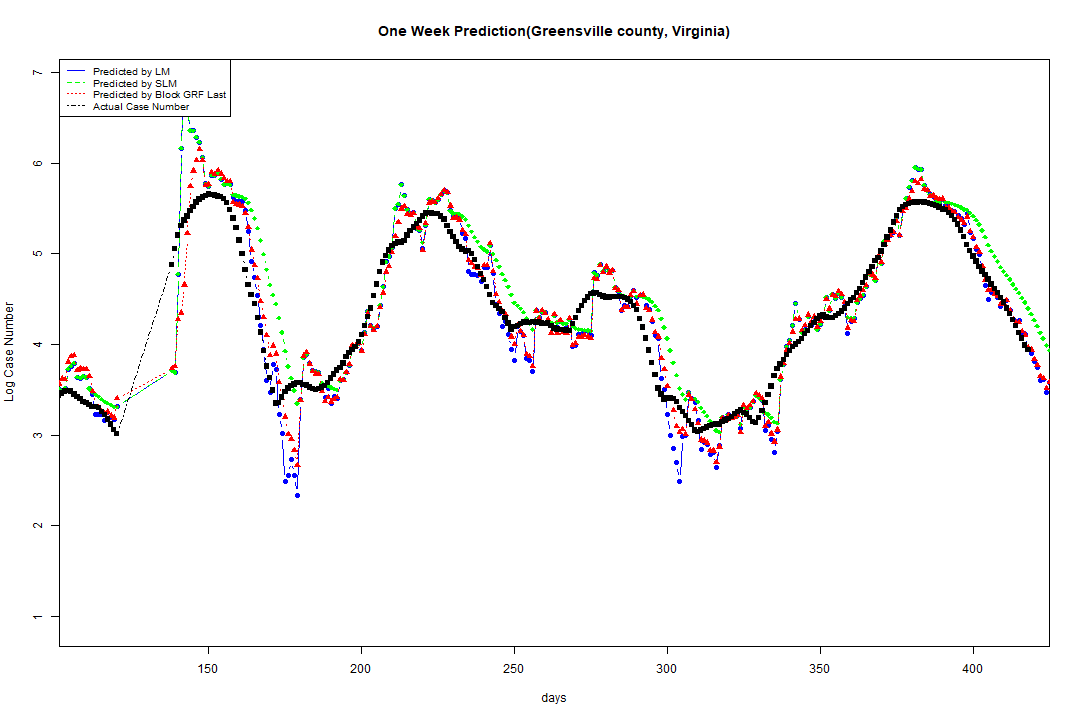 One Week Prediction(Greensville county, Virginia)
Predicted by LM
Predicted by SLM
Predicted by Block GRF Last
Actual Case Number
Log Case Number
7
6
5
4
3
2
1
150 200 250 300 350 400
days